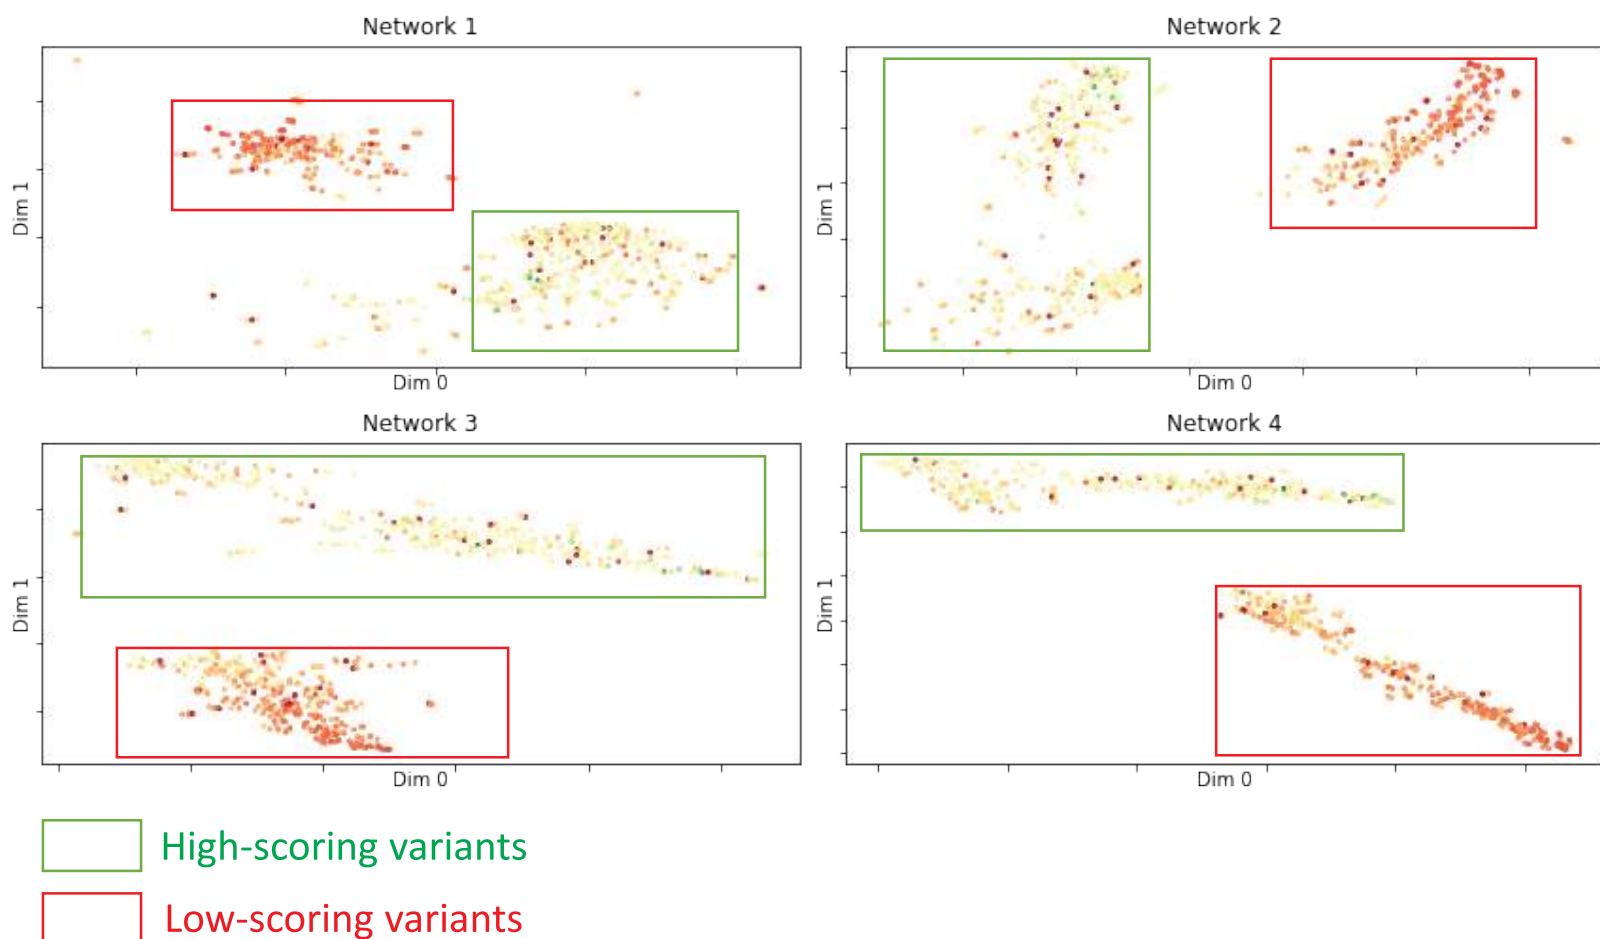 Network 1
Network 2
Dim 1
Dim 0
Dim 1
Dim 0
Network 3
Network 4
Dim 1
Dim 0
Dim 1
Dim 0
High-scoring variants
Low-scoring variants